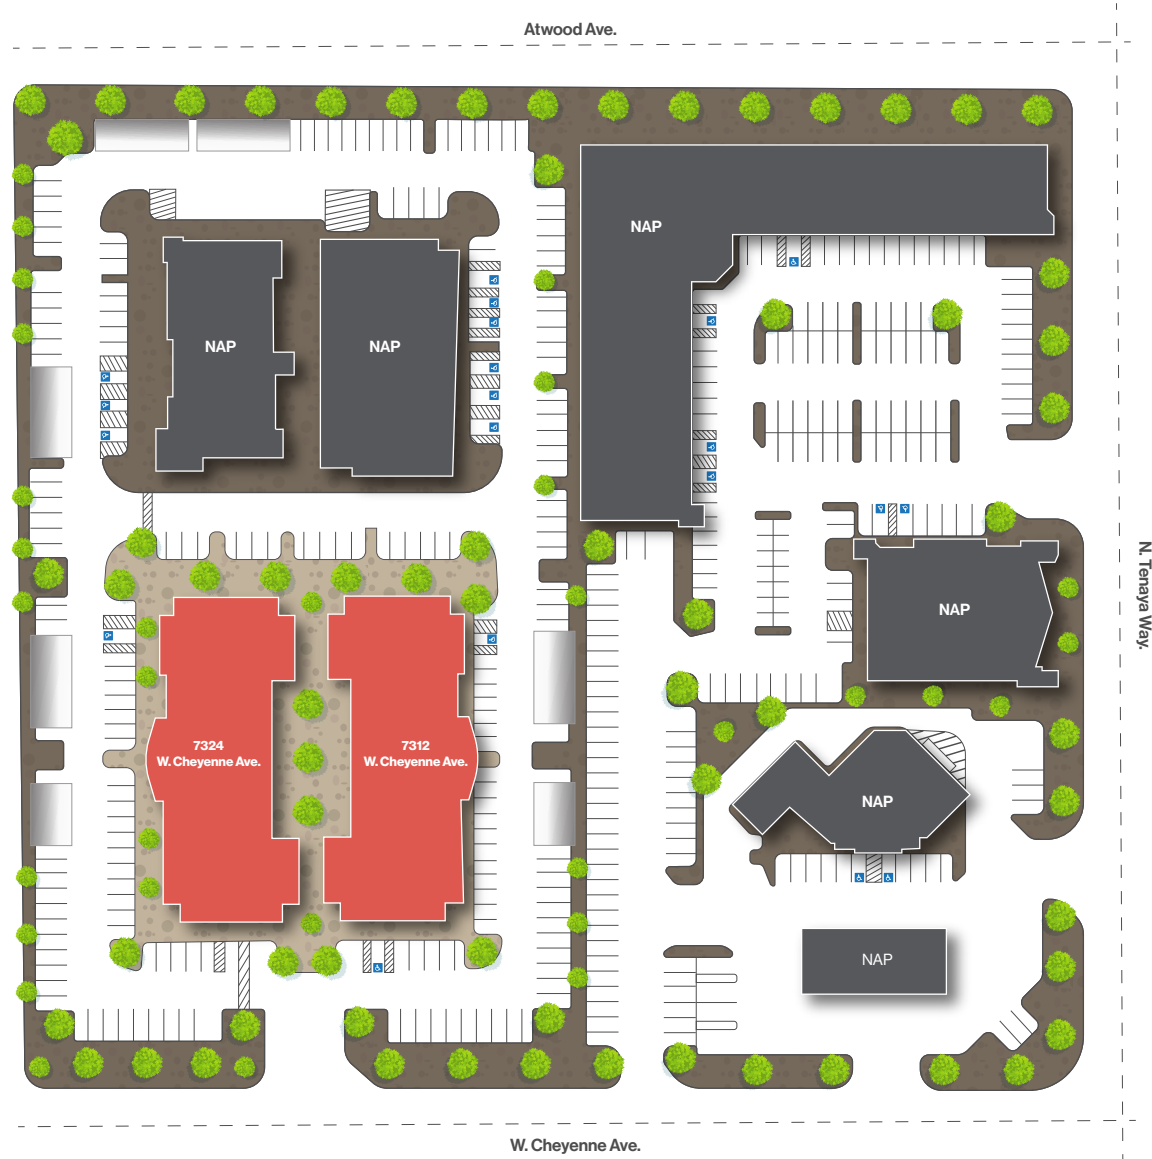 Atwood Ave.
NAP
NAP
NAP
N. Tenaya Way.
NAP
7324
W. Cheyenne Ave.
7312
W. Cheyenne Ave.
NAP
NAP
W. Cheyenne Ave.